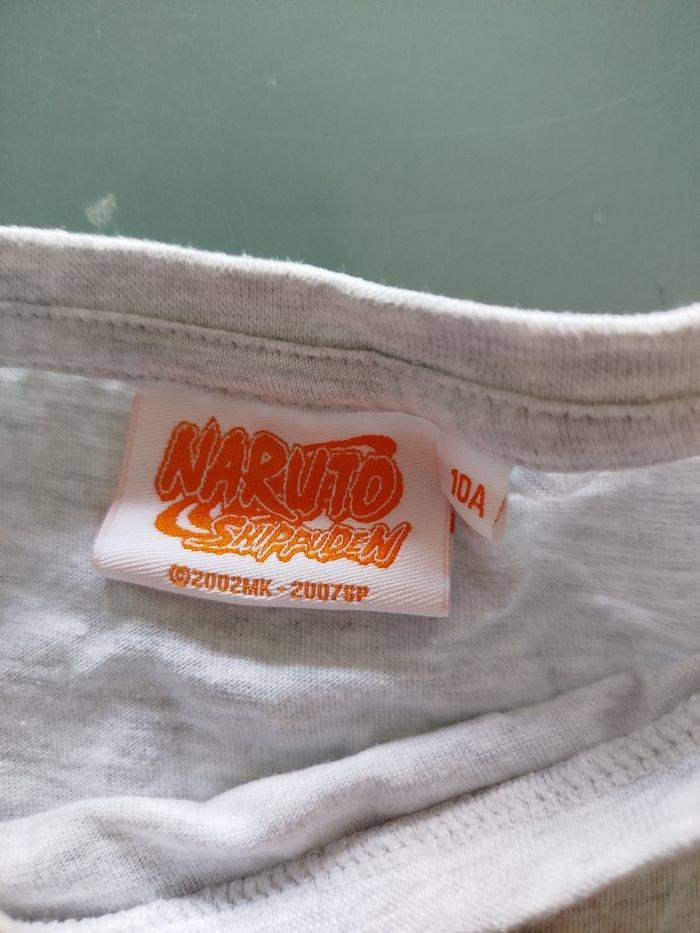 NARUTO
SHIPPUDEN
©2002MK - 2007SP
10A